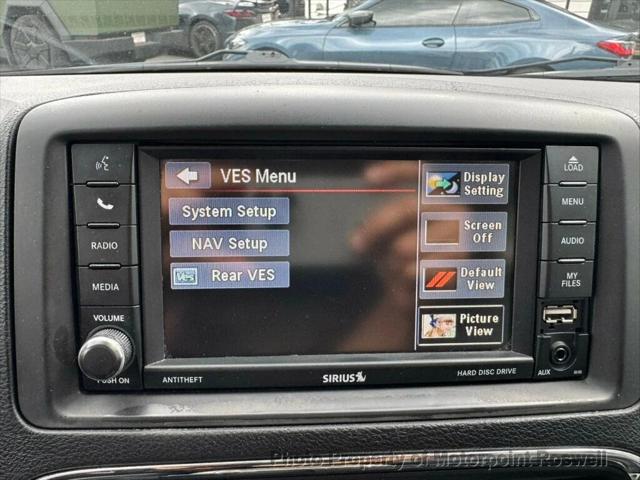 VES Menu
System Setup
NAV Setup
VES Rear VES
Display
Setting
Screen
Off
Default
View
Picture
View
RADIO
MEDIA
VOLUME
PUSH ON
LOAD
MENU
AUDIO
MY
FILES
AUX
ANTITHEFT
SIRIUS
HARD DISC DRIVE
Photo Property of Motorpoint Roswell